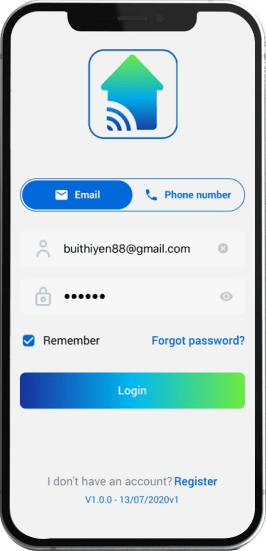 Email
Phone number
buithiyen88@gmail.com
••••••
Remember
Forgot password?
Login
I don't have an account? Register
V1.0.0 - 13/07/2020v1